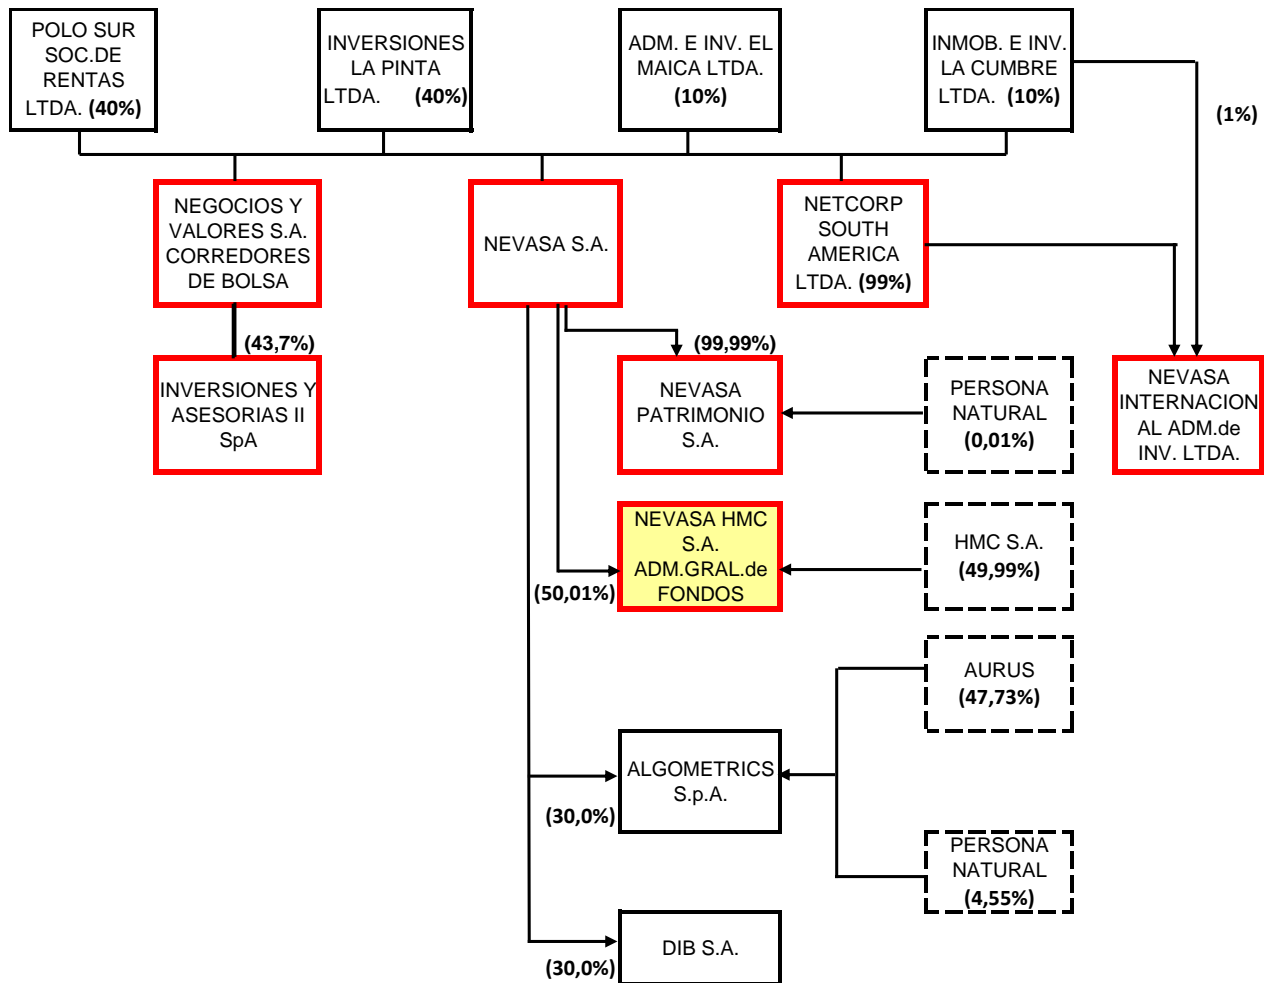 POLO SUR
SOC.DE
RENTAS
LTDA. (40%)
INVERSIONES
LA PINTA
LTDA. (40%)
ADM. E INV. EL
MAICA LTDA.
(10%)
INMOB. E INV.
LA CUMBRE
LTDA. (10%)
(1%)
NEGOCIOS Y
VALORES S.A.
CORREDORES
DE BOLSA
NEVASA S.A.
NETCORP
SOUTH
AMERICA
LTDA. (99%)
(43,7%)
(99,99%)
INVERSIONES Y
ASESORIAS II
SpA
NEVASA
PATRIMONIO
S.A.
PERSONA
NATURAL
(0,01%)
NEVASA
INTERNACION
AL ADM.de
INV. LTDA.
NEVASA HMC
S.A.
ADM.GRAL.de
FONDOS
(50,01%)
HMC S.A.
(49,99%)
AURUS
(47,73%)
ALGOMETRICS
S.p.A.
(30,0%)
PERSONA
NATURAL
(4,55%)
DIB S.A.
(30,0%)